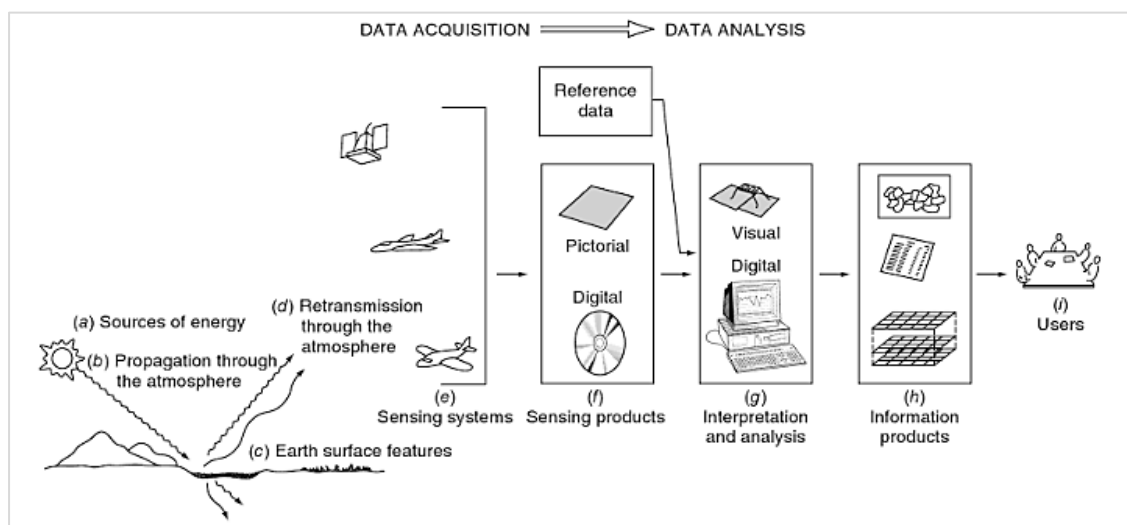 DATA ACQUISITION
DATA ANALYSIS
Reference
data
Pictorial
Digital
Visual
Digital
(a) Sources of energy
(b) Propagation through
the atmosphere
(c) Earth surface features
(d) Retransmission
through the
atmosphere
(e)
Sensing systems
(f)
Sensing products
(g)
Interpretation
and analysis
(h)
Information
products
(i)
Users